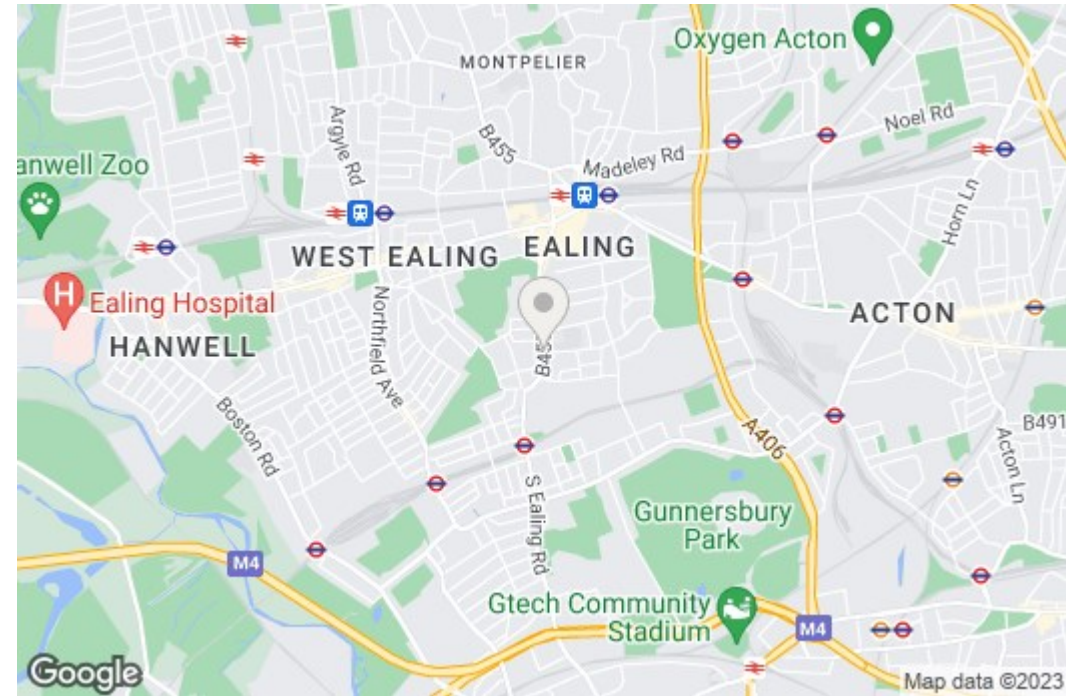 Oxygen Acton
MONTPELIER
Argyle Rd
B455
Noel Rd
Madeley Rd
anwell Zoo
Horn Ln
WEST EALING
EALING
H
Ealing Hospital
ACTON
HANWELL
Northfield Ave
Boston Rd
A406
B491
Acton Ln
S Ealing Rd
Gunnersbury
Park
M4
Gtech Community
Stadium
M4
Google
Map data ©2023